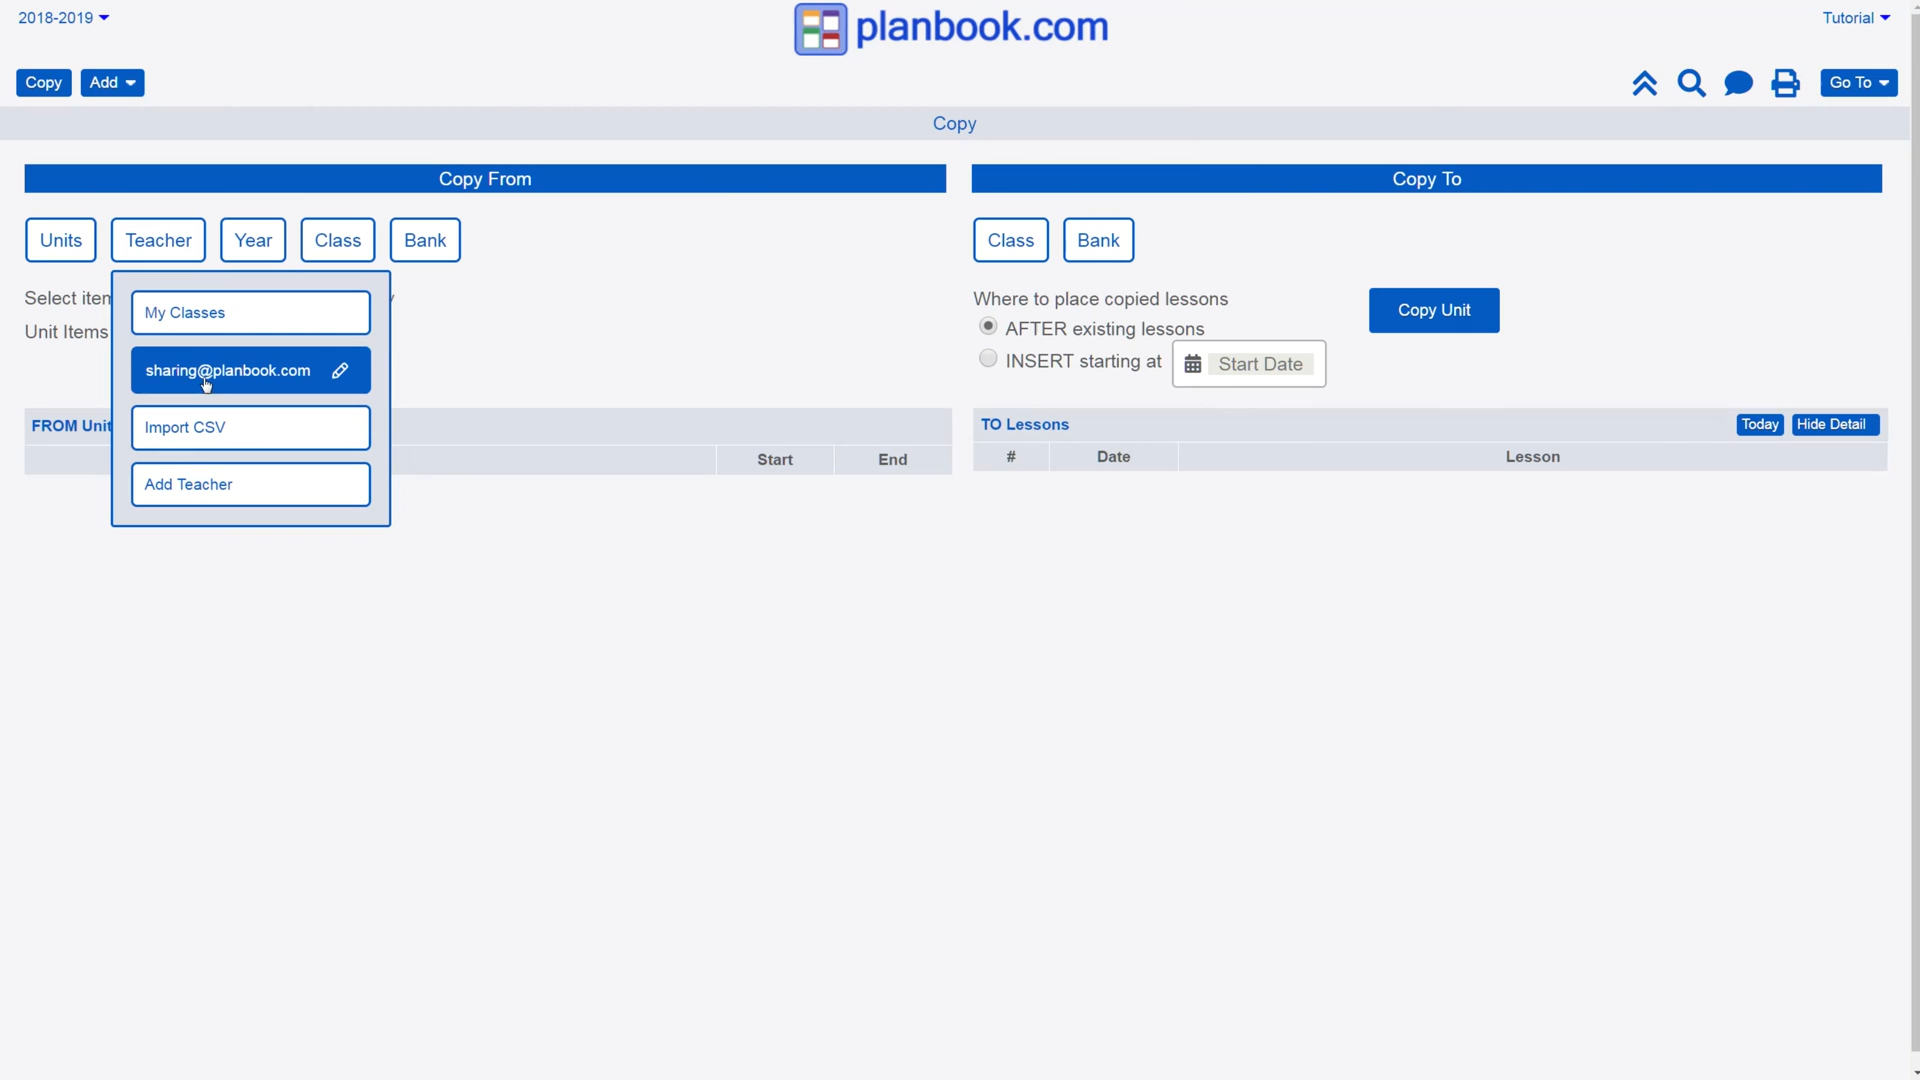 2018-2019
planbook.com
Tutorial
Copy
Add
Go To
Copy
Copy From
Copy To
Units
Teacher
Year
Class
Bank
Class
Bank
Select
Unit Items
My Classes
sharing@planbook.com
Import CSV
Add Teacher
Where to place copied lessons
AFTER existing lessons
INSERT starting at
Start Date
Copy Unit
FROM Unit
Start
End
TO Lessons
Today
Hide Detail
#
Date
Lesson